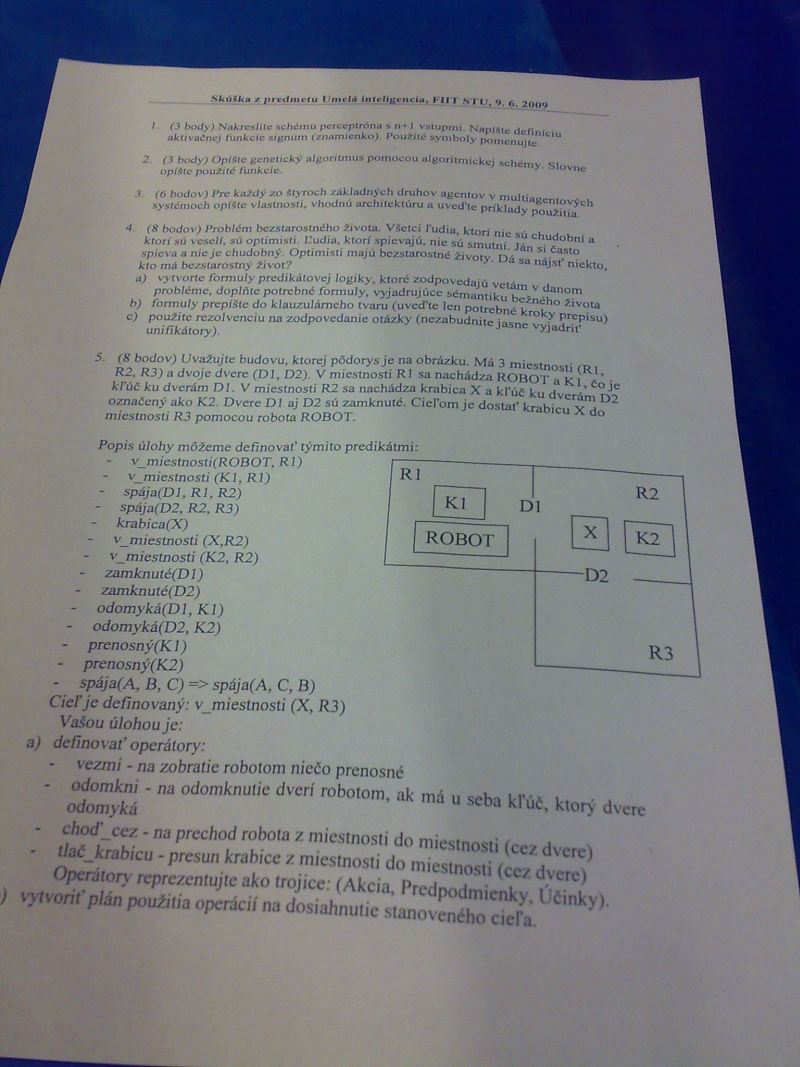 Skúška z predmetu Umelá inteligencia, FIIT STU, 9. 6. 2009
1. (3 body).Nakreslite schému perceptróna s n+1 vstupmi. Napíšte definíciu
aktivačnej funkcie signum (znamienko). Použité symboly pomenujte.
2. (3 body) Opíšte genetický algoritmus pomocou algoritmickej schémy. Slovne
opíšte použité funkcie.
3. (6 bodov) Pre každý zo štyroch základných druhov agentov v multiagentových
systémoch opíšte vlastnosti, vhodnú architektúru a uveďte príklady použitia.
4. (8 bodov) Problém bezstarostného života. Všetci ľudia, ktorí nie sú chudobní a
ktorí sú veselí, sú optimisti. Ľudia, ktorí spievajú, nie sú smutní. Ján si často
spieva a nie je chudobný. Optimisti majú bezstarostné životy. Dá sa nájsť niekto,
kto má bezstarostný život?
a) vytvorte formuly predikátovej logiky, ktoré zodpovedajú vetám v danom
probléme, doplňte potrebné formuly, vyjadrujúce sémantiku bežného života
b) formuly prepíšte do klauzulárneho tvaru (uveďte len potrebné kroky prepisu)
c) použite rezolvenciu na zodpovedanie otázky (nezabudnite jasne vyjadriť
unifikátory).
5. (8 bodov) Uvažujte budovu, ktorej pôdorys je na obrázku. Má 3 miestnosti (R1,
R2, R3) a dvoje dvere (D1, D2). V miestnosti R1 sa nachádza ROBOT a K1, čo je
kľúč ku dverám D1. V miestnosti R2 sa nachádza krabica X a kľúč ku dverám D2
označený ako K2. Dvere D1 aj D2 sú zamknuté. Cieľom je dostať krabicu X do
miestnosti R3 pomocou robota ROBOT.
Popis úlohy môžeme definovať týmito predikátmi:
- v_miestnosti(ROBOT, R1)
- v_miestnosti (K1, R1)
- spája(D1, R1, R2)
- spája(D2, R2, R3)
- krabica(X)
- v_miestnosti (X,R2)
- v_miestnosti (K2, R2)
- zamknuté(D1)
- zamknuté(D2)
- odomyká(D1, K1)
- odomyká(D2, K2)
- prenosný(K1)
- prenosný(K2)
- spája(A, B, C) => spája(A, C, B)
R1
R2
K1
D1
ROBOT
X
K2
D2
R3
Cieľ je definovaný: v_miestnosti (X, R3)
Vašou úlohou je:
a) definovať operátory:
- vezmi - na zobratie robotom niečo prenosné
- odomkni - na odomknutie dverí robotom, ak má u seba kľúč, ktorý dvere
odomyká
- choď_cez - na prechod robota z miestnosti do miestnosti (cez dvere)
- tlač_krabicu - presun krabice z miestnosti do miestnosti (cez dvere)
Operátory reprezentujte ako trojice: (Akcia, Predpodmienky, Účinky).
) vytvoriť plán použitia operácií na dosiahnutie stanoveného cieľa.